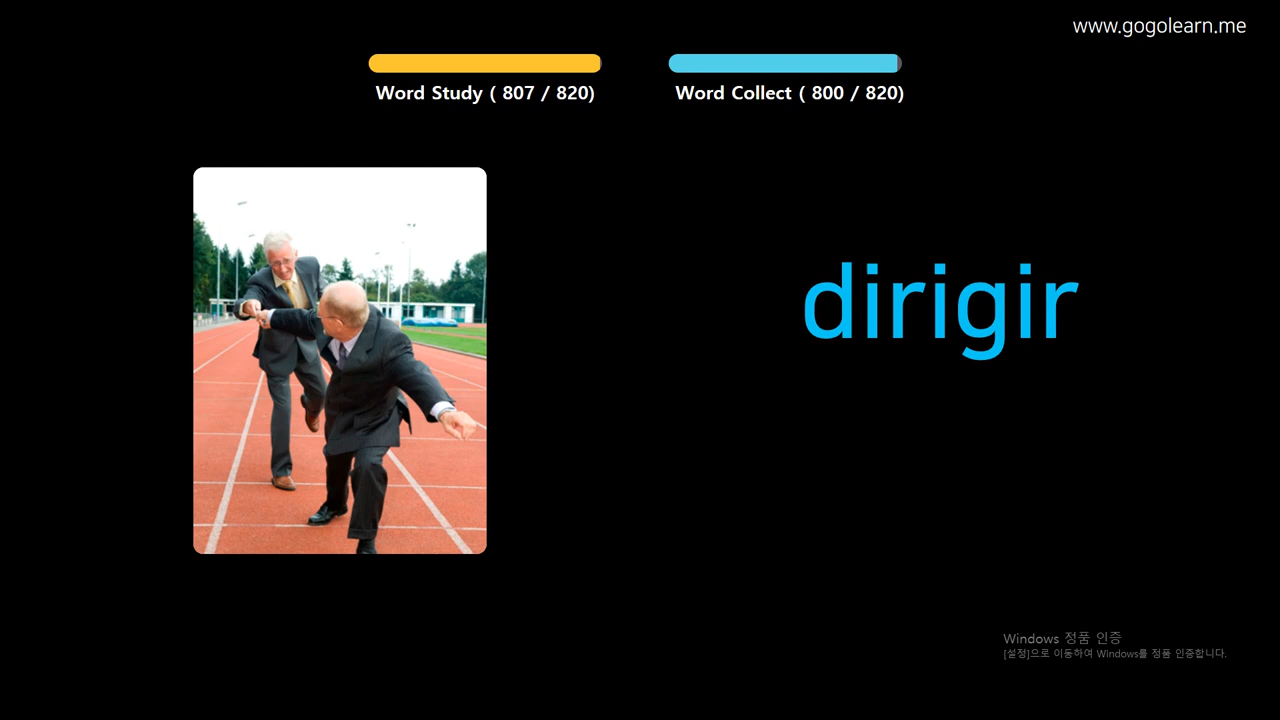 www.gogolearn.me
Word Study ( 807 / 820)
Word Collect ( 800 / 820)
dirigir
Windows 정품 인증
[설정]으로 이동하여 Windows를 정품 인증합니다.